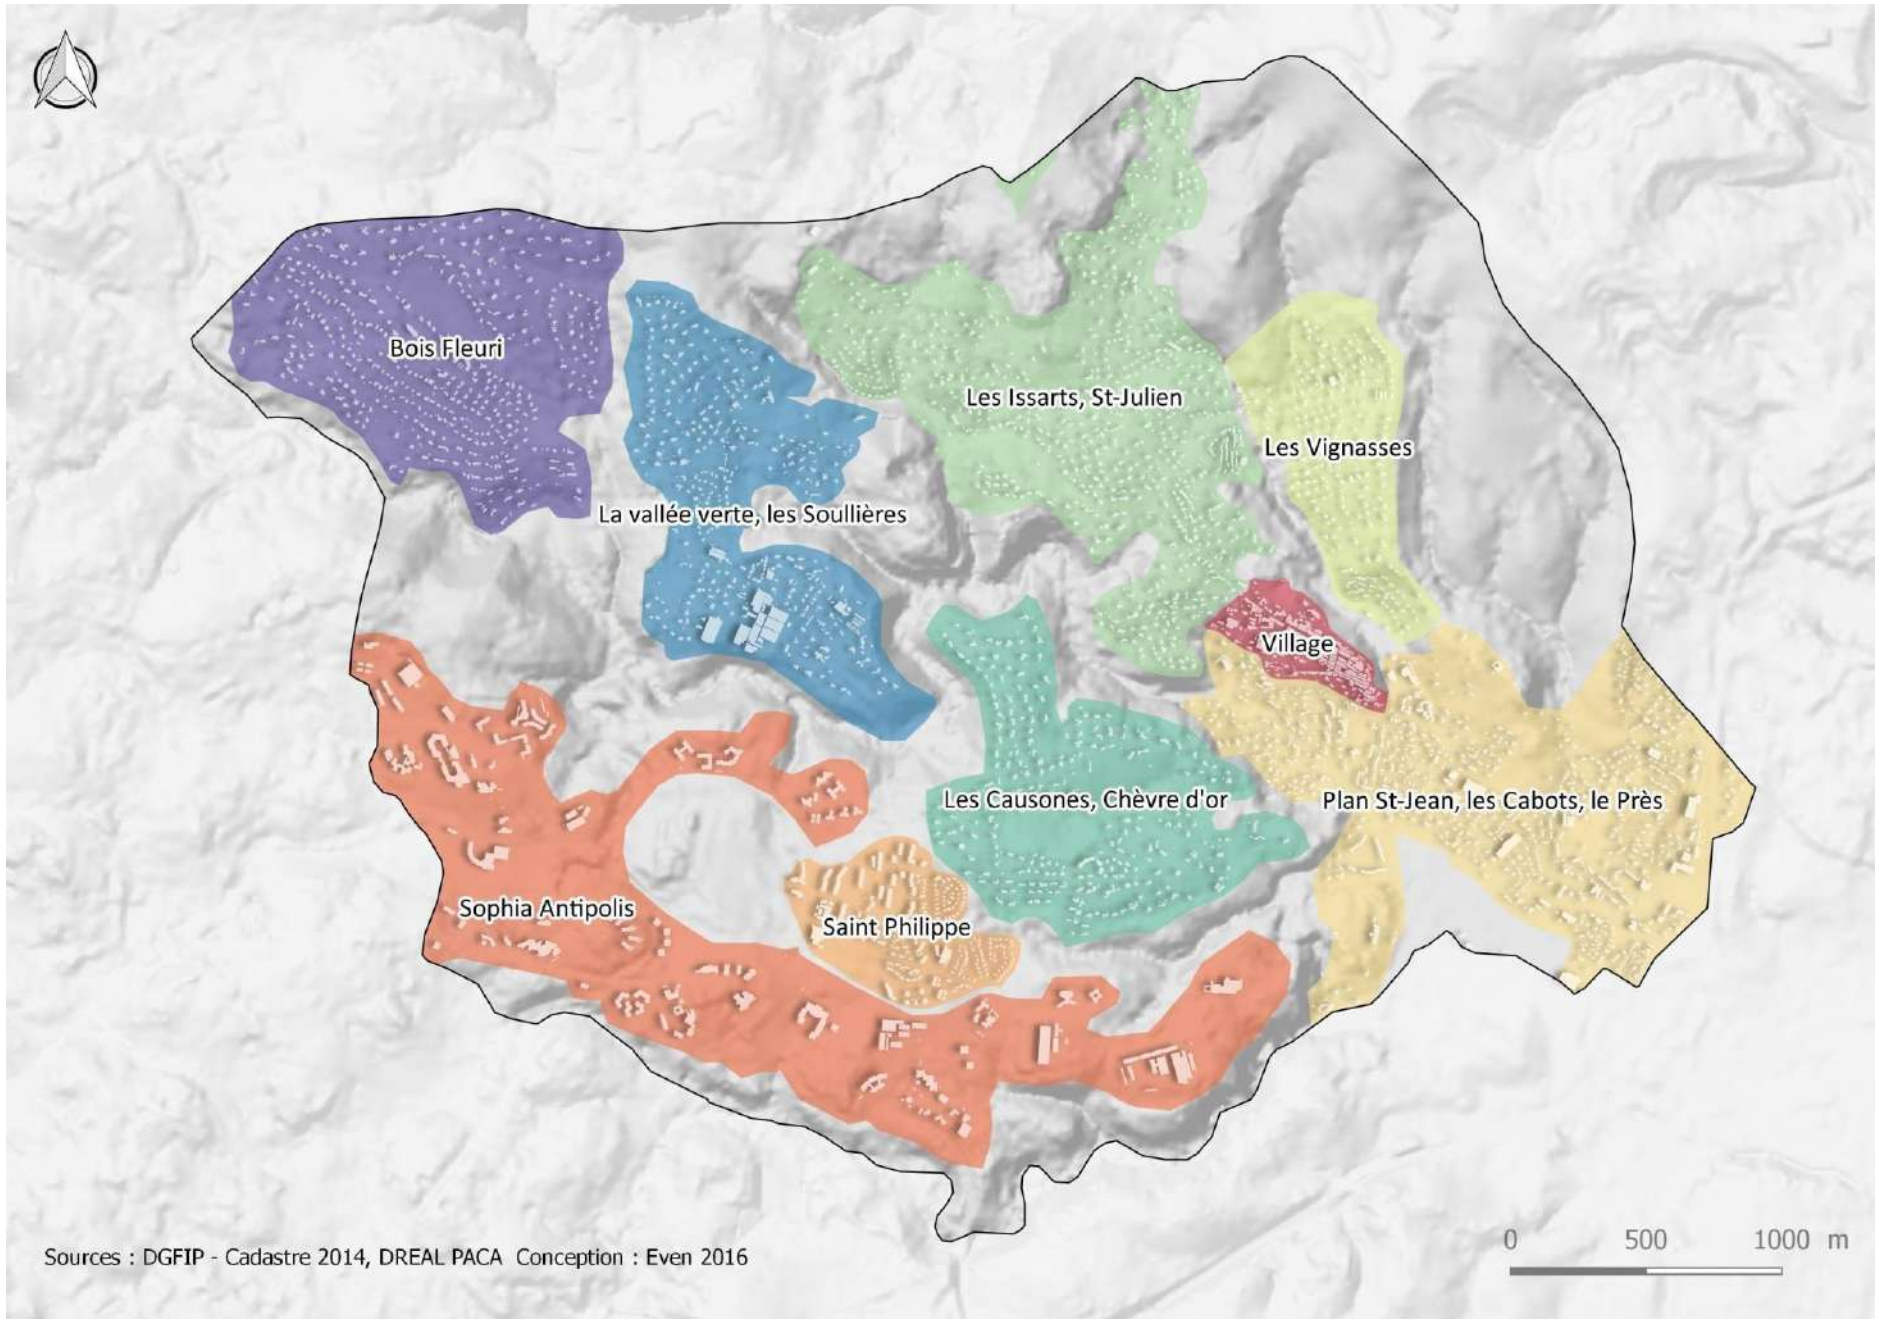 Bois Fleuri
Les Issarts, St-Julien
Les Vignasses
La vallée verte, les Soullières
Village
Les Causones, Chèvre d'or
Plan St-Jean, les Cabots, le Près
Sophia Antipolis
Saint Philippe
0 500 1000 m
Sources : DGFIP - Cadastre 2014, DREAL PACA Conception : Even 2016